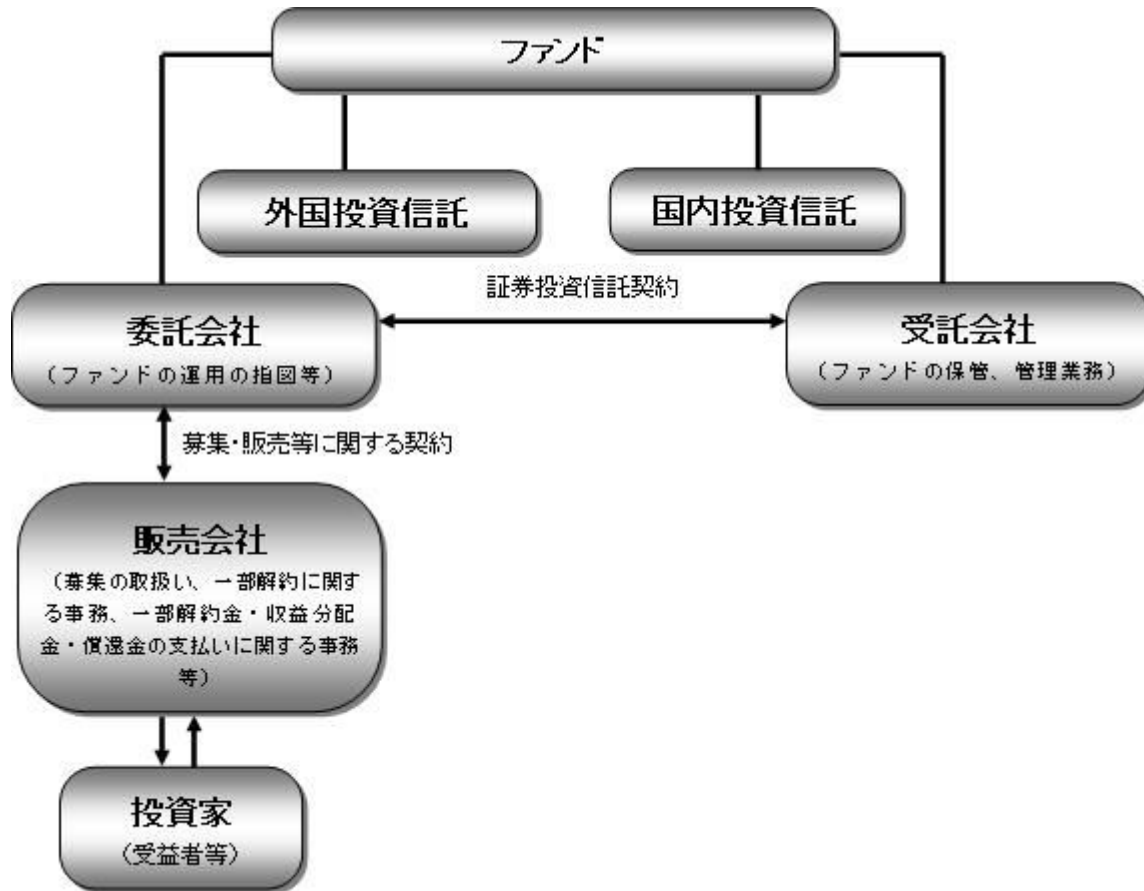 ファンド
外国投資信託
国内投資信託
証券投資信託契約
委託会社
（ファンドの運用の指図等）
受託会社
（ファンドの保管、管理業務）
募集・販売等に関する契約
販売会社
（募集の取扱い、一部解約に関す
る事務、一部解約金・収益分配
金・償還金の支払いに関する事務
等）
投資家
（受益者等）